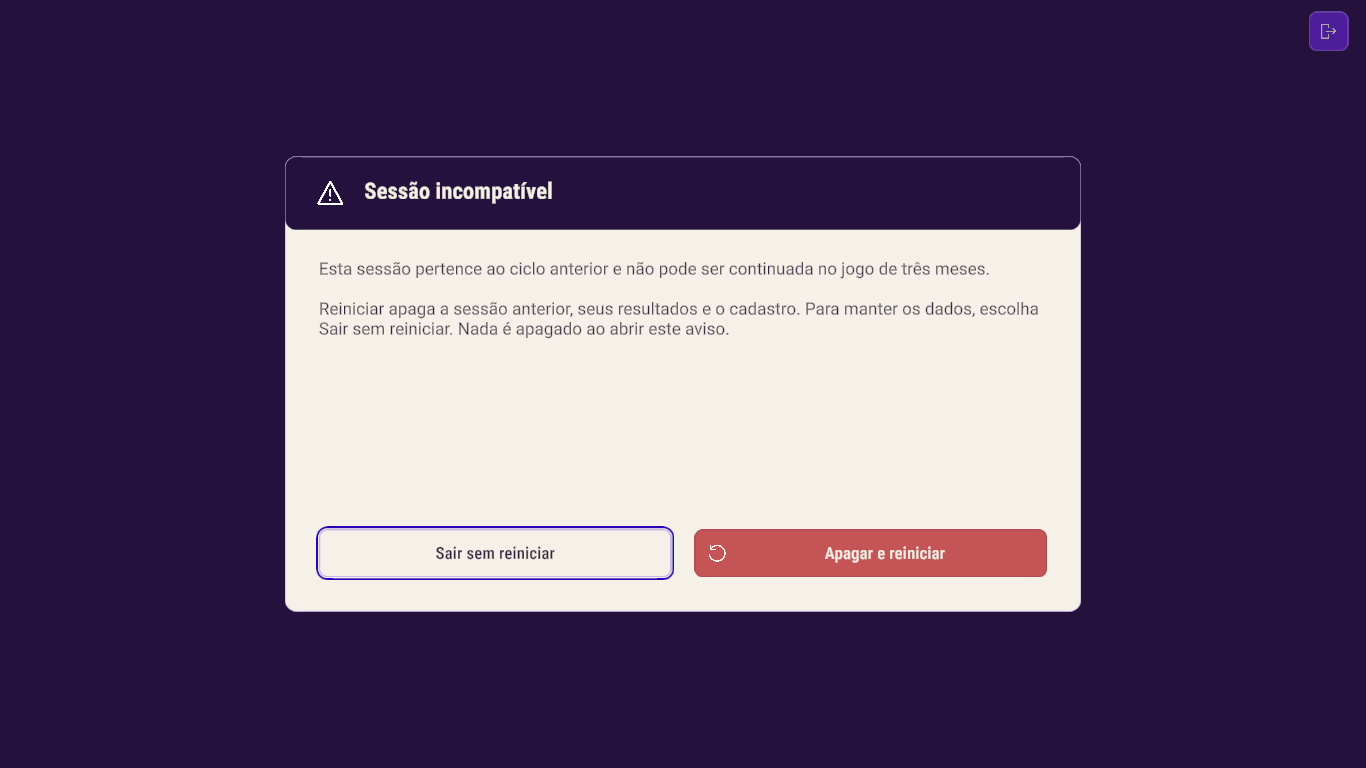 Sessão incompatível
Esta sessão pertence ao ciclo anterior e não pode ser continuada no jogo de três meses.
Reiniciar apaga a sessão anterior, seus resultados e o cadastro. Para manter os dados, escolha
Sair sem reiniciar. Nada é apagado ao abrir este aviso.
Sair sem reiniciar
Apagar e reiniciar